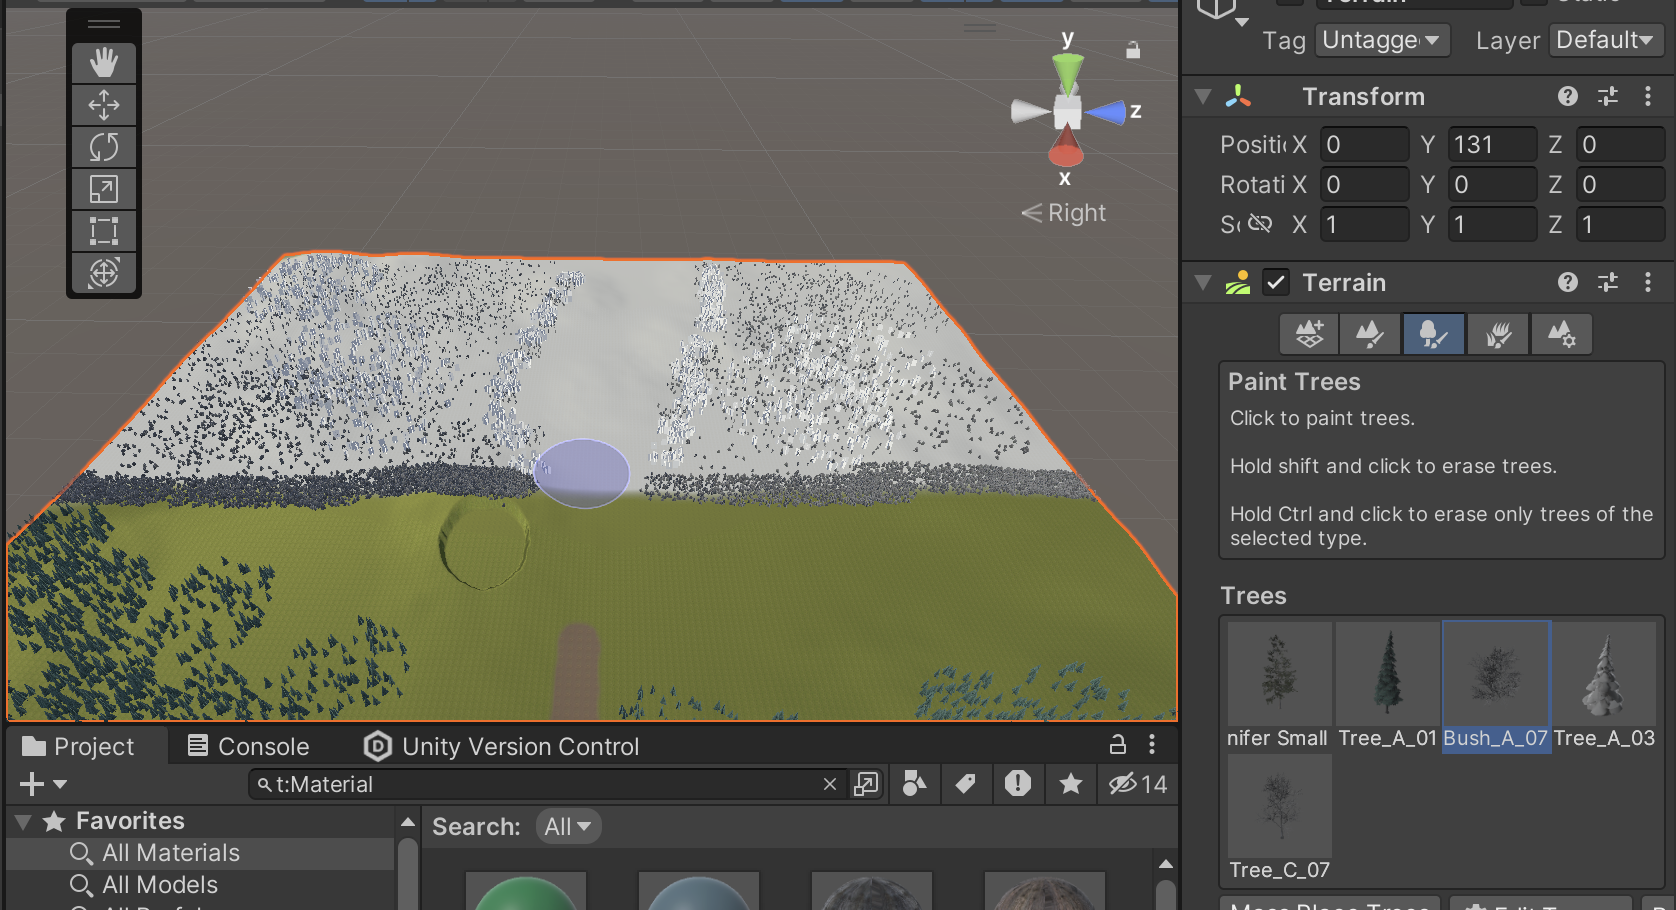 y
z
x
Right
Tag Untagge Layer Default
Transform
Positi X 0 Y 131 Z 0
Rotati X 0 Y 0 Z 0
Sc X 1 Y 1 Z 1
Terrain
Paint Trees
Click to paint trees.
Hold shift and click to erase trees.
Hold Ctrl and click to erase only trees of the
selected type.
Trees
nifer Small Tree_A_01 Bush_A_07 Tree_A_03
Tree_C_07
Project Console Unity Version Control
t:Material 14
Favorites
All Materials
All Models
Search: All